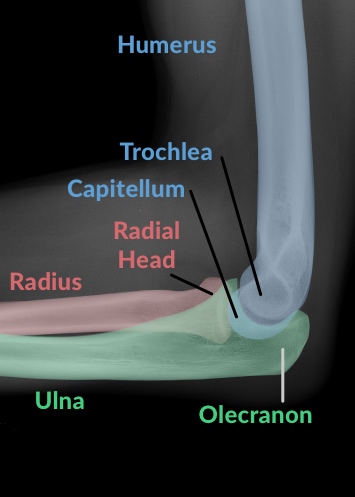 Humerus
Trochlea
Capitellum
Radial
Head
Radius
Ulna
Olecranon